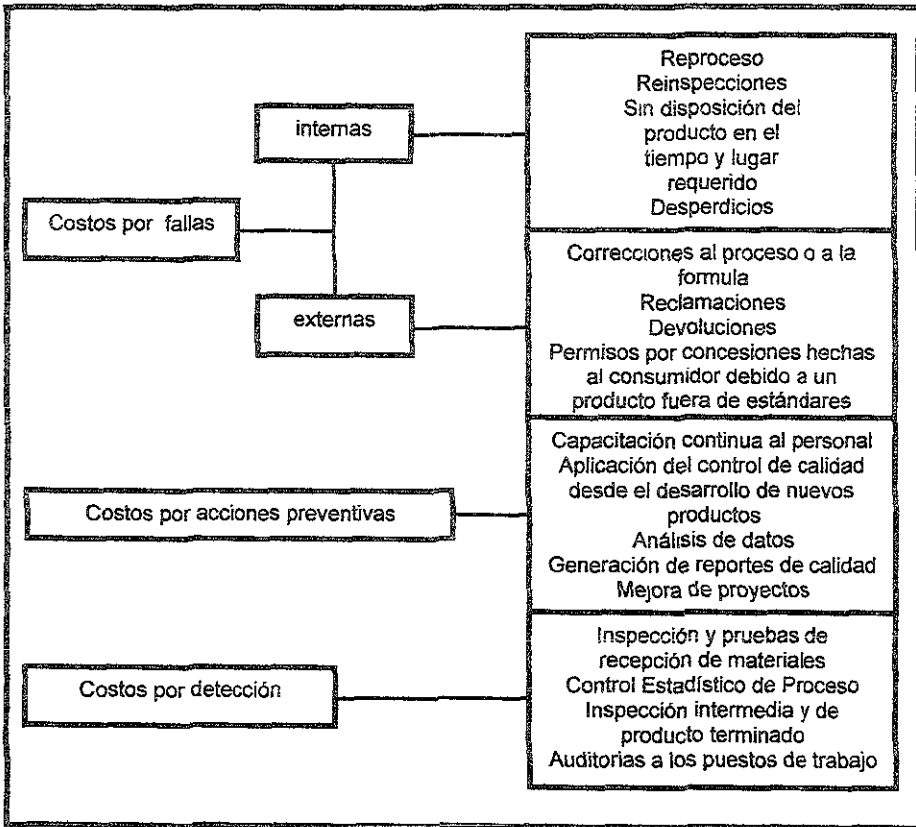 Costos por fallas
internas
Reproceso
Reinspecciones
Sin disposición del
producto en el
tiempo y lugar
requerido
Desperdicios
externas
Correcciones al proceso o a la
formula
Reclamaciones
Devoluciones
Permisos por concesiones hechas
al consumidor debido a un
producto fuera de estándares
Costos por acciones preventivas
Capacitación continua al personal
Aplicación del control de calidad
desde el desarrollo de nuevos
productos
Análisis de datos
Generación de reportes de calidad
Mejora de proyectos
Costos por detección
Inspección y pruebas de
recepción de materiales
Control Estadístico de Proceso
Inspección intermedia y de
producto terminado
Auditorias a los puestos de trabajo